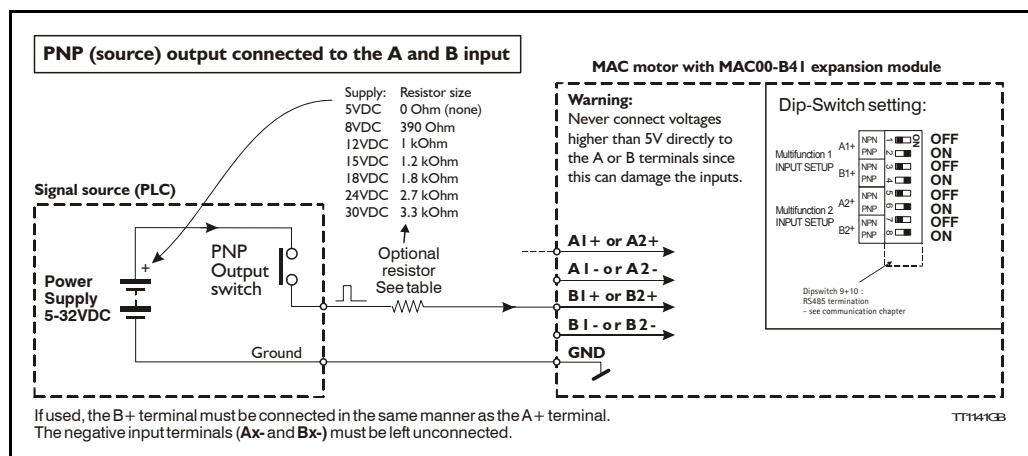 PNP (source) output connected to the A and B input
MAC motor with MAC00-B41 expansion module
Supply: Resistor size
5VDC 0 Ohm (none)
8VDC 390 Ohm
12VDC 1 kOhm
15VDC 1.2 kOhm
18VDC 1.8 kOhm
24VDC 2.7 kOhm
30VDC 3.3 kOhm
Warning:
Never connect voltages
higher than 5V directly to
the A or B terminals since
this can damage the inputs.
Dip-Switch setting:
Multifunction 1
INPUT SETUP
Multifunction 2
INPUT SETUP
A1+ NPN 1 ON OFF
PNP 2 ON
B1+ NPN 3 OFF
PNP 4 ON
A2+ NPN 5 OFF
PNP 6 ON
B2+ NPN 7 OFF
PNP 8 ON
Dipswitch 9+10 :
RS485 termination
- see communication chapter
Signal source (PLC)
Power
Supply
5-32VDC
+
PNP
Output
switch
Optional
resistor
See table
A1+ or A2+
A1- or A2-
B1+ or B2+
B1- or B2-
GND
Ground
If used, the B+ terminal must be connected in the same manner as the A+ terminal.
The negative input terminals (Ax- and Bx-) must be left unconnected.
TT1141GB